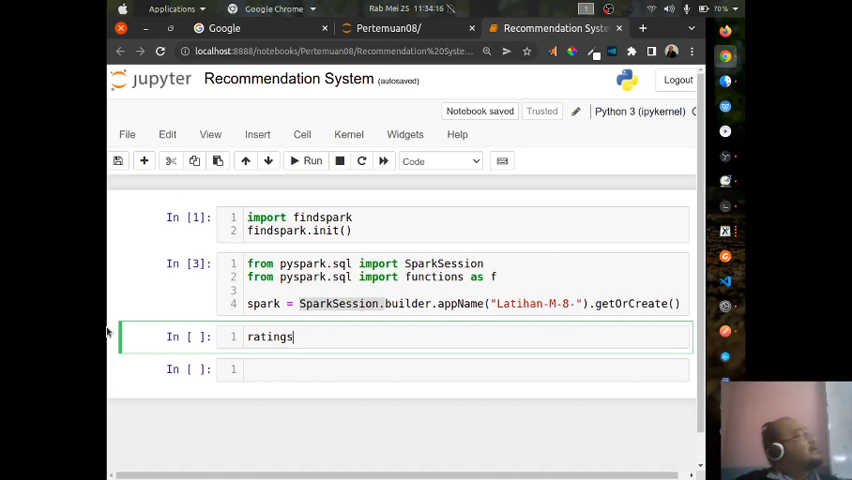 Applications
Google Chrome
Rab Mei 25 11:34:16
70%
Google
Pertemuan08/
Recommendation Syste
localhost:8888/notebooks/Pertemuan08/Recommendation%20Syste...
jupyter
Recommendation System (autosaved)
Logout
Notebook saved
Trusted
Python 3 (ipykernel)
File
Edit
View
Insert
Cell
Kernel
Widgets
Help
Run
Code
In [1]:
1 import findspark
2 findspark.init()
In [3]:
1 from pyspark.sql import SparkSession
2 from pyspark.sql import functions as f
3
4 spark = SparkSession.builder.appName("Latihan-M-8-").getOrCreate()
In [ ]:
1 ratings
In [ ]:
1